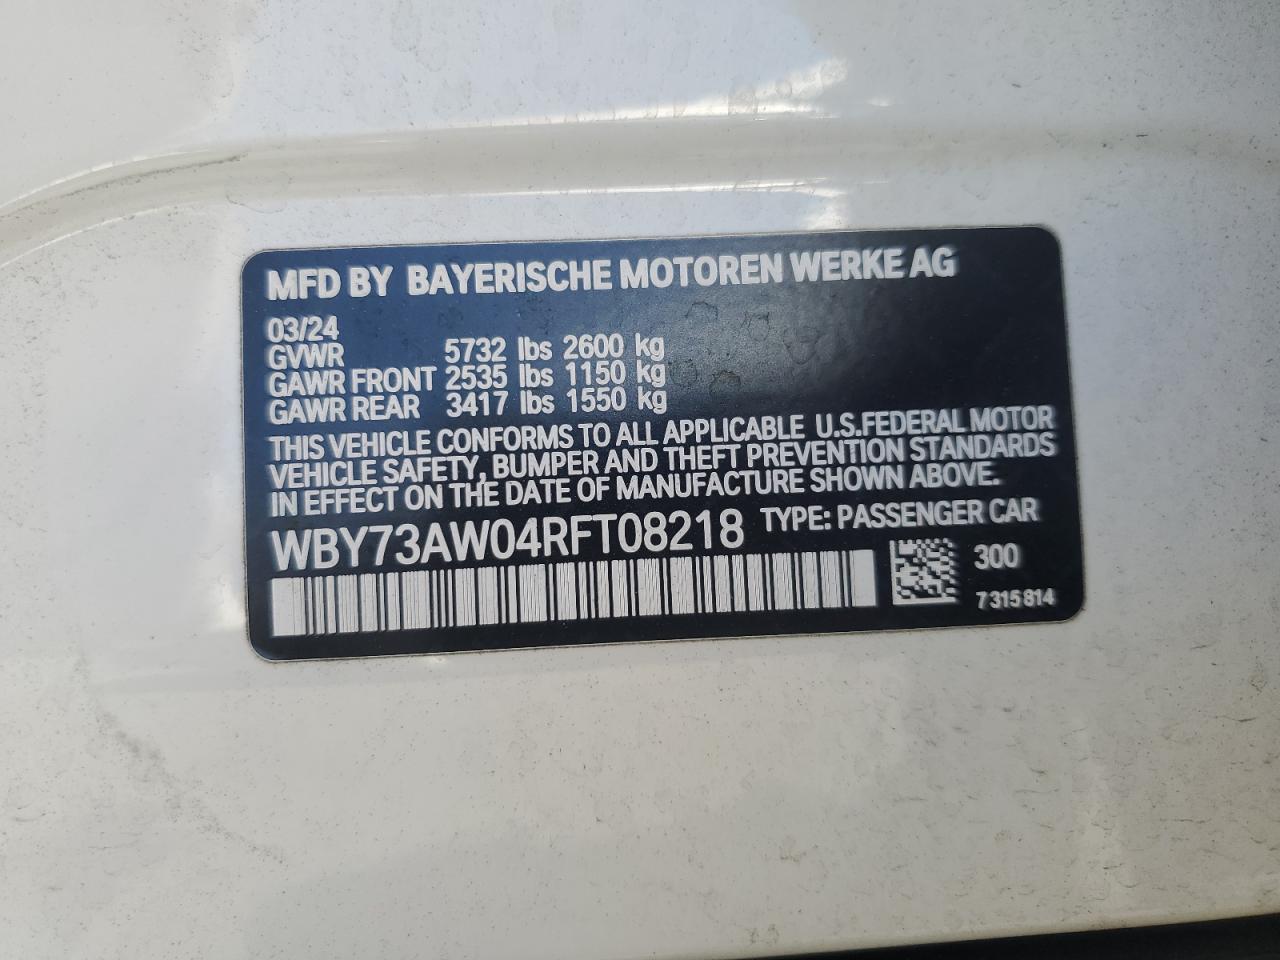 MFD BY BAYERISCHE MOTOREN WERKE AG
03/24
GVWR 5732 lbs 2600 kg
GAWR FRONT 2535 lbs 1150 kg
GAWR REAR 3417 lbs 1550 kg
THIS VEHICLE CONFORMS TO ALL APPLICABLE U.S.FEDERAL MOTOR
VEHICLE SAFETY, BUMPER AND THEFT PREVENTION STANDARDS
IN EFFECT ON THE DATE OF MANUFACTURE SHOWN ABOVE.
WBY73AW04RFT08218 TYPE: PASSENGER CAR
300
7315814